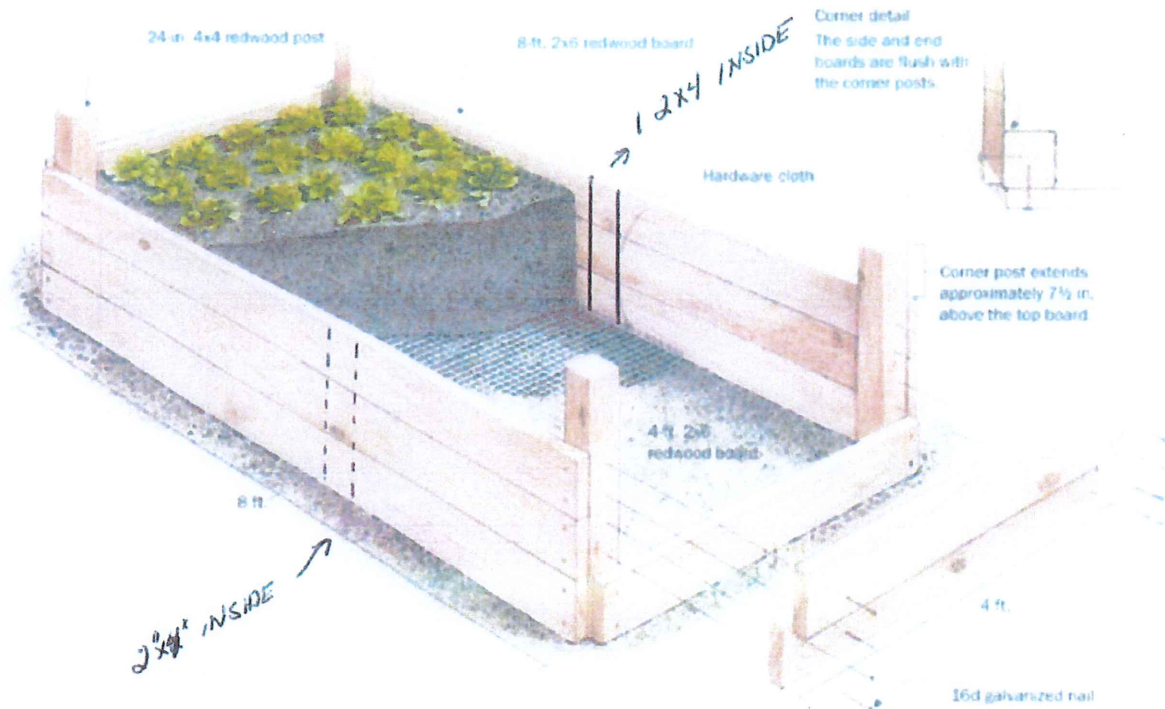 24 in. 4x4 redwood post
8-ft. 2x6 redwood board
1 2x4 INSIDE
Corner detail
The side and end
boards are flush with
the corner posts.
Hardware cloth
Corner post extends
approximately 7½ in.
above the top board
4-ft. 2x6
redwood board
8 ft.
2"x4" INSIDE
4 ft.
16d galvanized nail